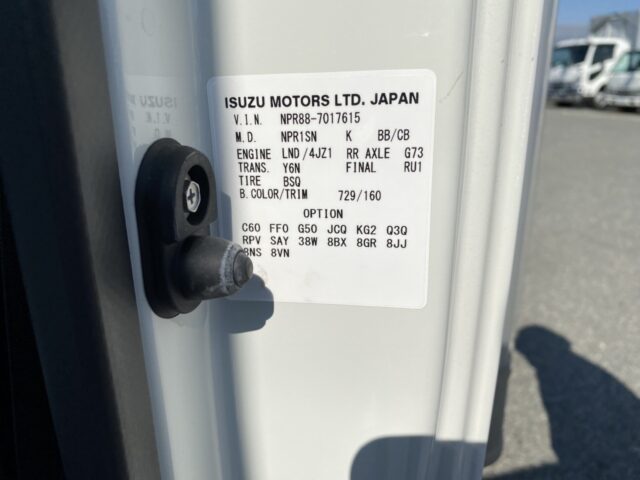 ISUZU MOTORS LTD. JAPAN
V.I.N. NPR88-7017615
M.D. NPR1SN K BB/CB
ENGINE LND/4JZ1 RR AXLE G73
TRANS. Y6N FINAL RU1
TIRE BSQ
B.COLOR/TRIM 729/160
OPTION
C60 FF0 G50 JCQ KG2 Q3Q
RPV SAY 38W 8BX 8GR 8JJ
8NS 8VN